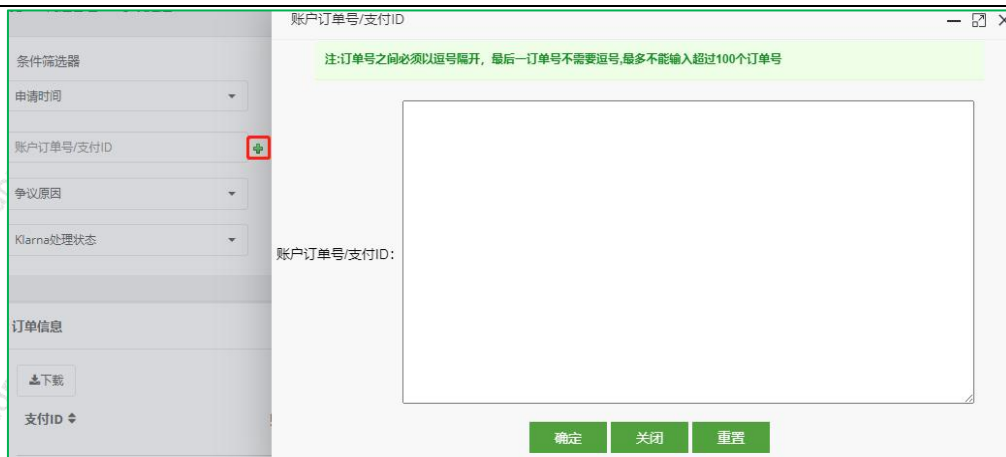 账户订单号/支付ID
注:订单号之间必须以逗号隔开，最后一订单号不需要逗号,最多不能输入超过100个订单号
条件筛选器
申请时间
账户订单号/支付ID
争议原因
Klarna处理状态
账户订单号/支付ID：
订单信息
下载
支付ID
确定 关闭 重置